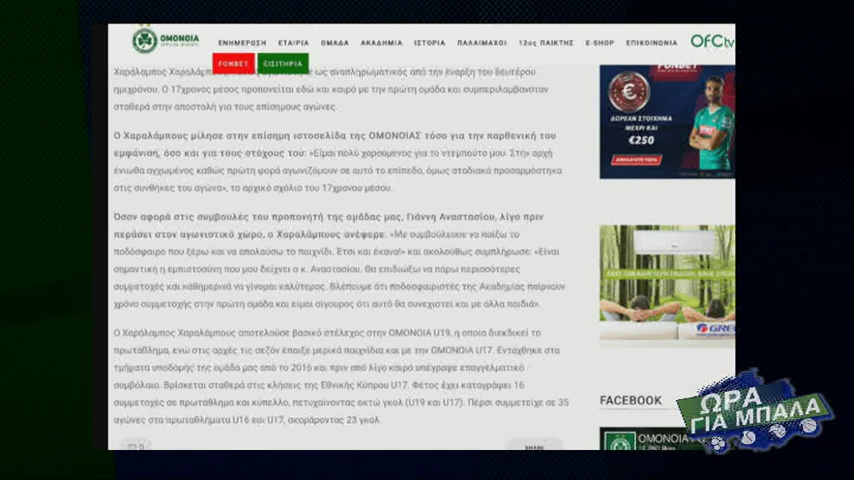 ΟΜΟΝΟΙΑ
ΕΝΗΜΕΡΩΣΗ ΕΤΑΙΡΙΑ ΟΜΑΔΑ ΑΚΑΔΗΜΙΑ ΙΣΤΟΡΙΑ ΠΑΛΑΙΜΑΧΟΙ 12ος ΠΑΙΚΤΗΣ E-SHOP ΕΠΙΚΟΙΝΩΝΙΑ OFCtv
FONBET ΕΙΣΙΤΗΡΙΑ
Χαράλαμπος ως αναπληρωματικός από την έναρξη του δευτέρου
ημιχρόνου. Ο 17χρονος μέσος προπονείται εδώ και καιρό με την πρώτη ομάδα και συμπεριλαμβανόταν
σταθερά στην αποστολή για τους επίσημους αγώνες.
Ο Χαραλάμπους μίλησε στην επίσημη ιστοσελίδα της ΟΜΟΝΟΙΑΣ τόσο για την παρθενική του
εμφάνιση, όσο και για τους στόχους του: «Είμαι πολύ χαρούμενος για το ντεμπούτο μου. Στην αρχή
ένιωθα αγχωμένος καθώς πρώτη φορά αγωνιζόμουν σε αυτό το επίπεδο, όμως σταδιακά προσαρμόστηκα
στις συνθήκες του αγώνα», το αρχικό σχόλιο του 17χρονου μέσου.
Όσον αφορά στις συμβουλές του προπονητή της ομάδας μας, Γιάννη Αναστασίου, λίγο πριν
περάσει στον αγωνιστικό χώρο, ο Χαραλάμπους ανέφερε: «Με συμβούλευσε να παίξω το
ποδόσφαιρο που ξέρω και να απολαύσω το παιχνίδι. Έτσι και έκανα!» και ακολούθως συμπλήρωσε: «Είναι
σημαντική η εμπιστοσύνη που μου δείχνει ο κ. Αναστασίου. Θα επιδιώξω να πάρω περισσότερες
συμμετοχές και καθημερινά να γίνομαι καλύτερος. Βλέπουμε ότι ποδοσφαιριστές της Ακαδημίας παίρνουν
χρόνο συμμετοχής στην πρώτη ομάδα και είμαι σίγουρος ότι αυτό θα συνεχιστεί και με άλλα παιδιά».
Ο Χαράλαμπος Χαραλάμπους αποτελούσε βασικό στέλεχος στην ΟΜΟΝΟΙΑ U19, η οποία διεκδικεί το
πρωτάθλημα, ενώ στις αρχές τις σεζόν έπαιξε μερικά παιχνίδια και με την ΟΜΟΝΟΙΑ U17. Εντάχθηκε στα
τμήματα υποδομής της ομάδας μας από το 2016 και πριν από λίγο καιρό υπέγραψε επαγγελματικό
συμβόλαιο. Βρίσκεται σταθερά στις κλήσεις της Εθνικής Κύπρου U17. Φέτος έχει καταγράψει 16
συμμετοχές σε πρωτάθλημα και κύπελλο, πετυχαίνοντας οκτώ γκολ (U19 και U17). Πέρσι συμμετείχε σε 35
αγώνες στα πρωταθλήματα U16 και U17, σκοράροντας 23 γκολ.
SHARE
FONBET
ΔΩΡΕΑΝ ΣΤΟΙΧΗΜΑ
ΜΕΧΡΙ ΚΑΙ
€250
GREE
FACEBOOK
ΟΜΟΝΟΙΑ
ΩΡΑ
ΓΙΑ ΜΠΑΛΑ